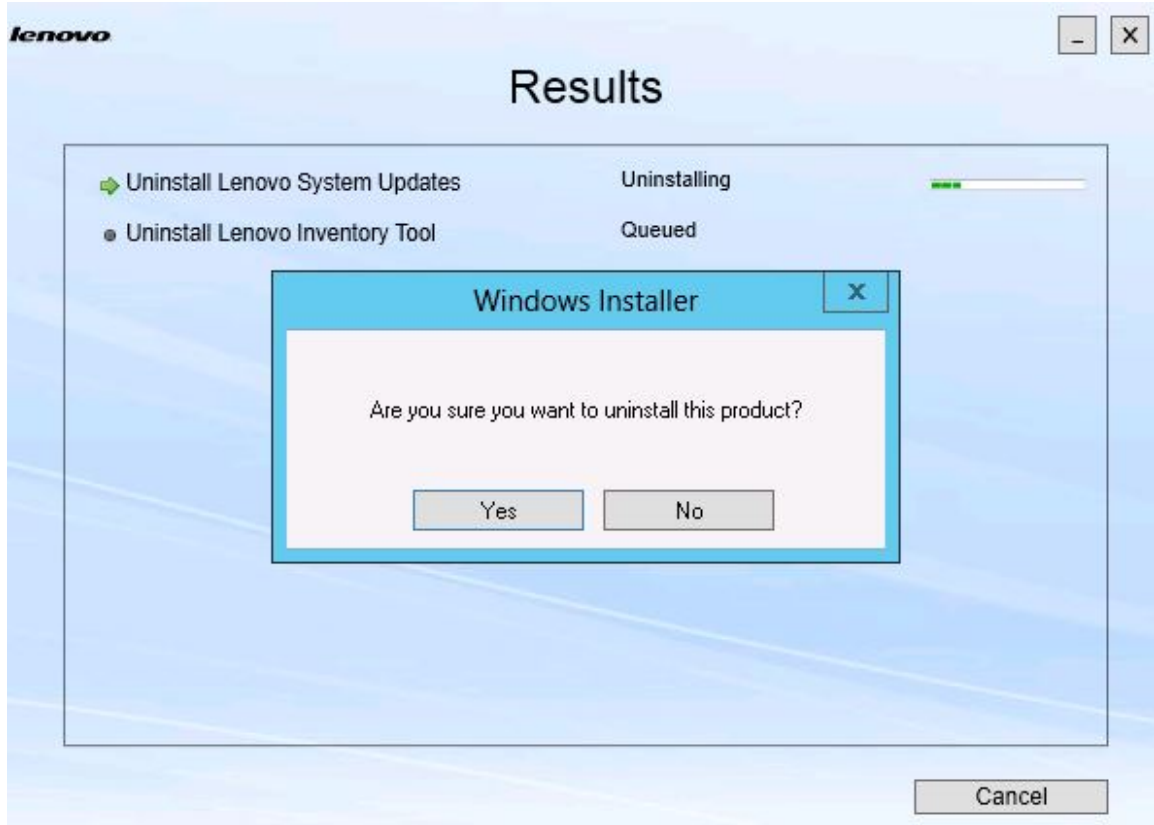 lenovo
Results
Uninstall Lenovo System Updates Uninstalling
Uninstall Lenovo Inventory Tool Queued
Windows Installer
Are you sure you want to uninstall this product?
Yes No
Cancel